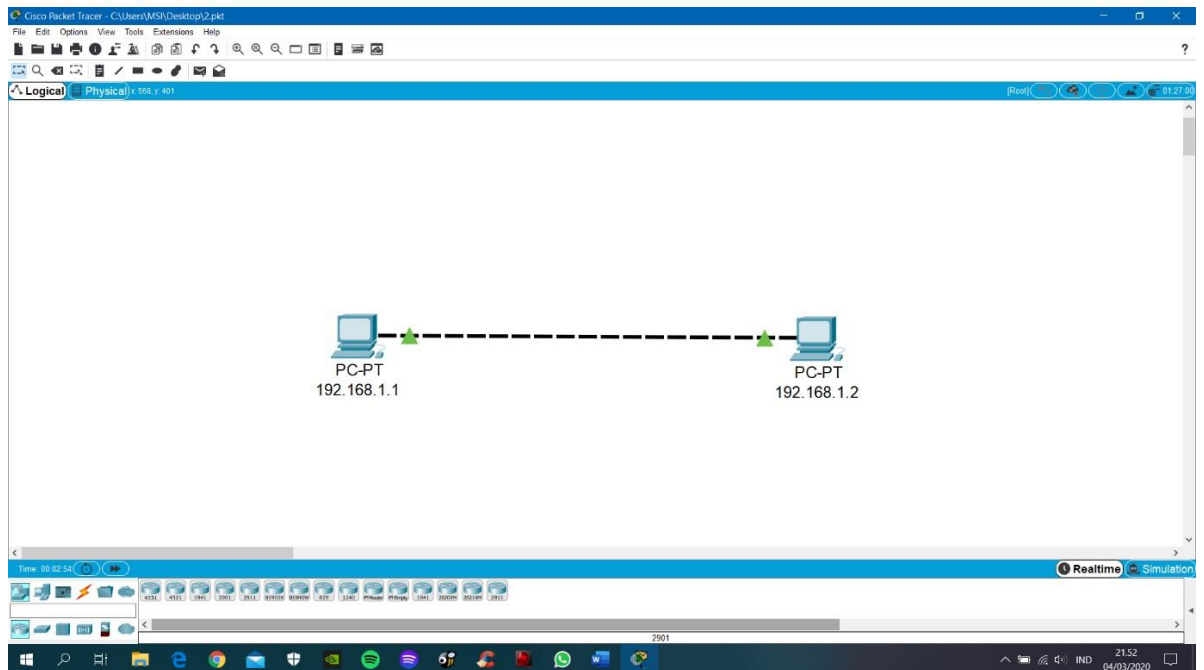 Cisco Packet Tracer - C:\Users\MSI\Desktop\2.pkt
File Edit Options View Tools Extensions Help
?
Logical Physical x: 568, y: 401 [Root] 01:27:00
PC-PT
192.168.1.1
PC-PT
192.168.1.2
Time: 00:02:54 Realtime Simulation
4331 4321 1941 2901 2911 819IOX 819HGW 829 1240 PT-Router PT-Empty 1841 2620XM 2621XM 2811
2901
IND 21.52
04/03/2020